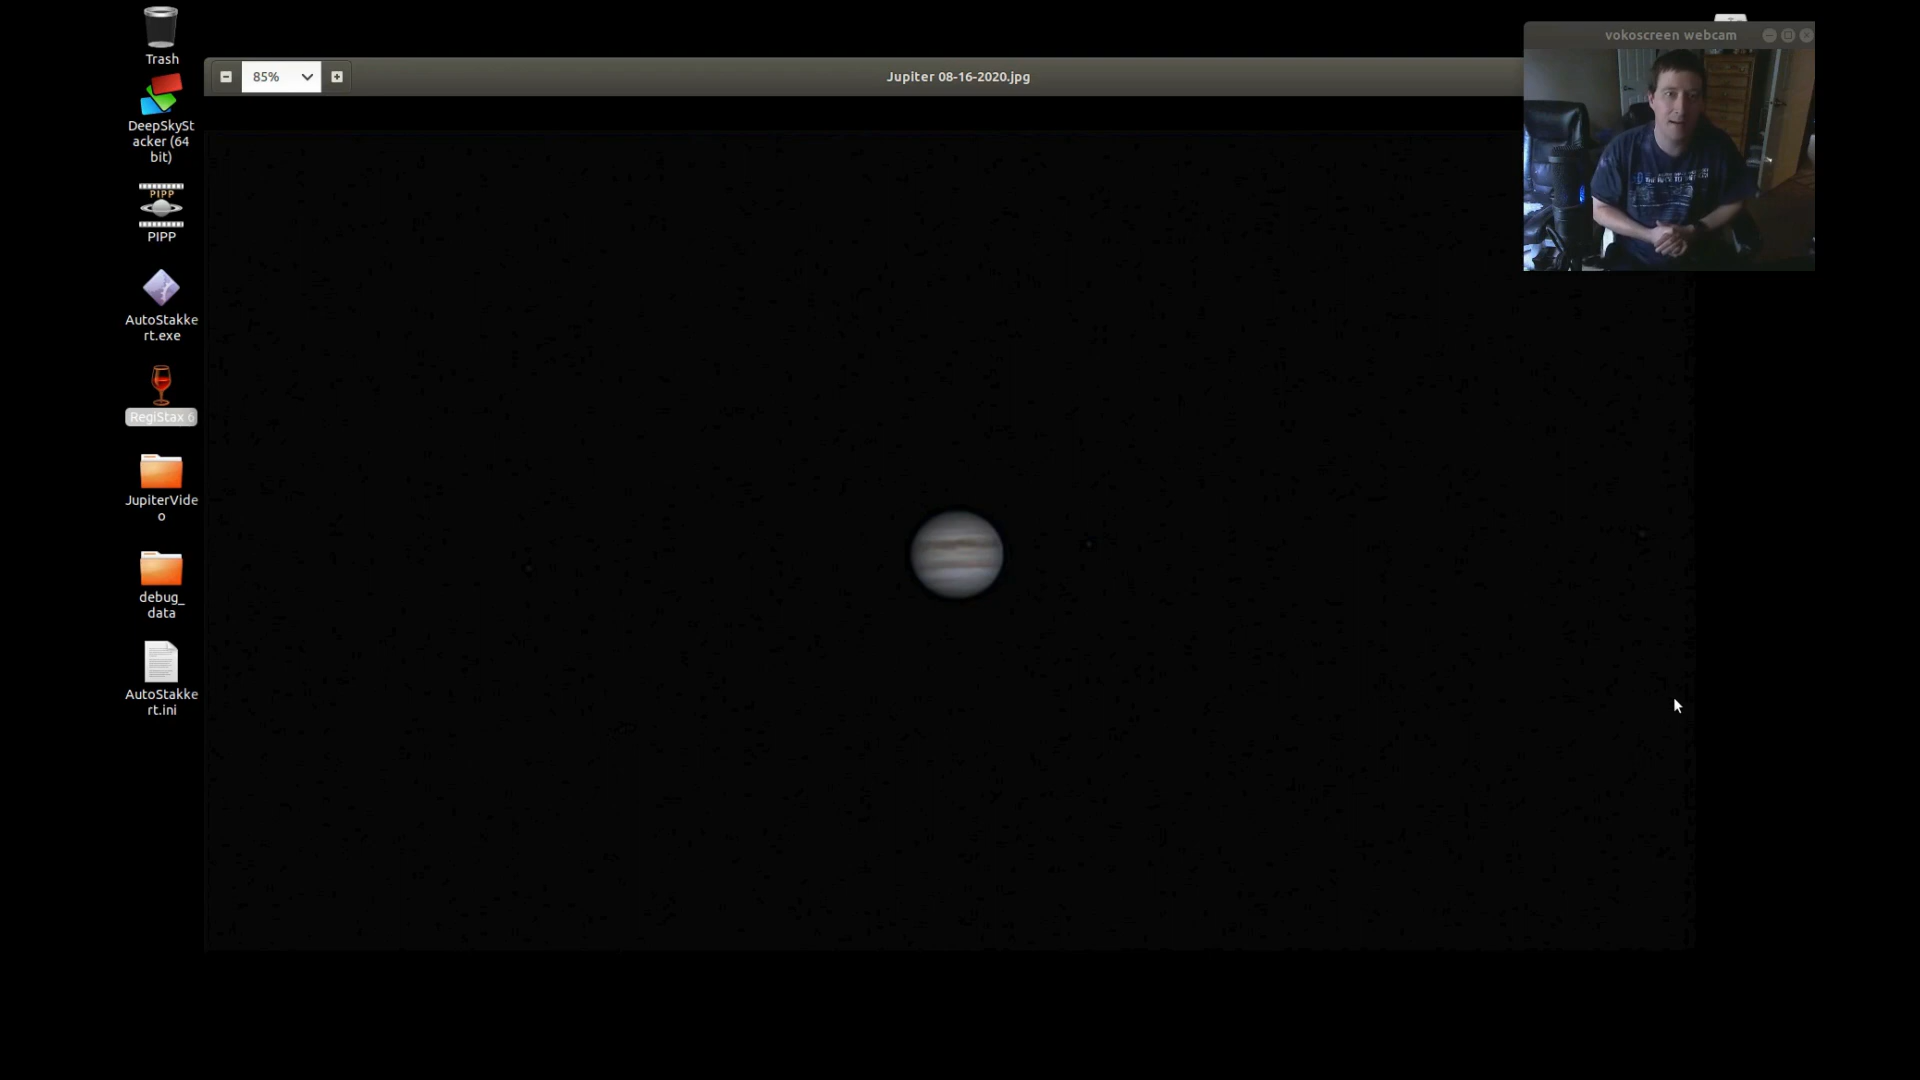 Trash
DeepSkySt
acker (64
bit)
PIPP
PIPP
AutoStakke
rt.exe
RegiStax 6
JupiterVide
o
debug_
data
AutoStakke
rt.ini
85%
Jupiter 08-16-2020.jpg
vokoscreen webcam